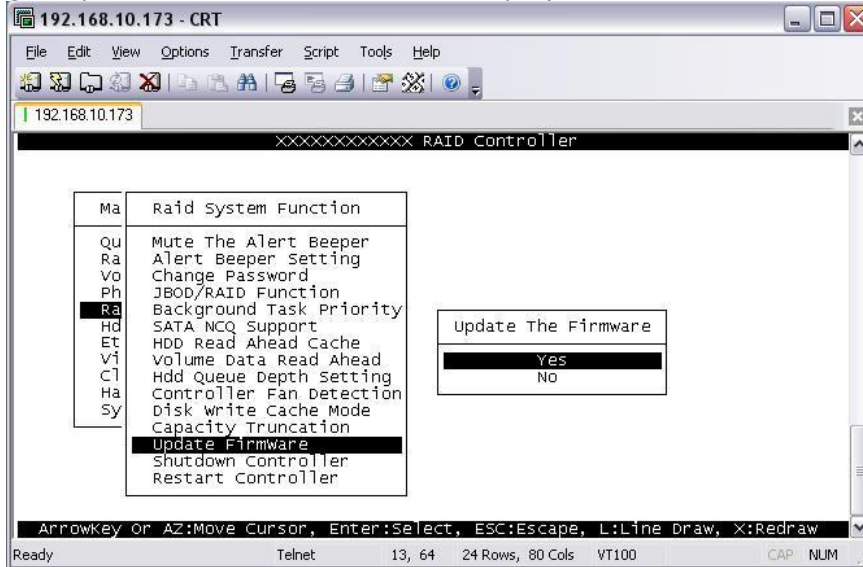 192.168.10.173 - CRT
File Edit View Options Transfer Script Tools Help
192.168.10.173
XXXXXXXXXXXX RAID Controller
Ma
Qu
Ra
Vo
Ph
Ra
Hd
Et
Vi
Cl
Ha
Sy
Raid System Function
Mute The Alert Beeper
Alert Beeper Setting
Change Password
JBOD/RAID Function
Background Task Priority
SATA NCQ Support
HDD Read Ahead Cache
Volume Data Read Ahead
Hdd Queue Depth Setting
Controller Fan Detection
Disk Write Cache Mode
Capacity Truncation
Update FirmWare
Shutdown Controller
Restart Controller
Update The Firmware
Yes
No
ArrowKey Or AZ:Move Cursor, Enter:Select, ESC:Escape, L:Line Draw, X:Redraw
Ready Telnet 13, 64 24 Rows, 80 Cols VT100 CAP NUM